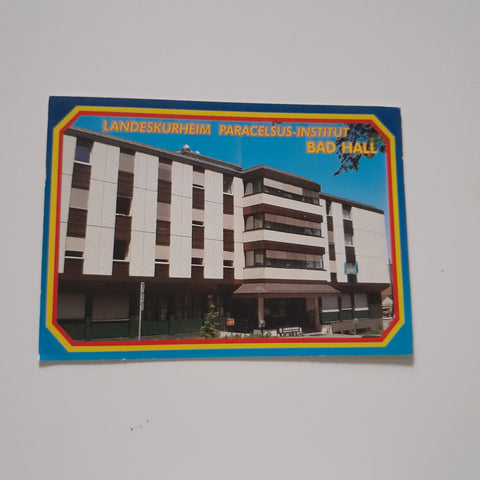 LANDESKURHEIM PARACELSUS-INSTITUT
BAD HALL